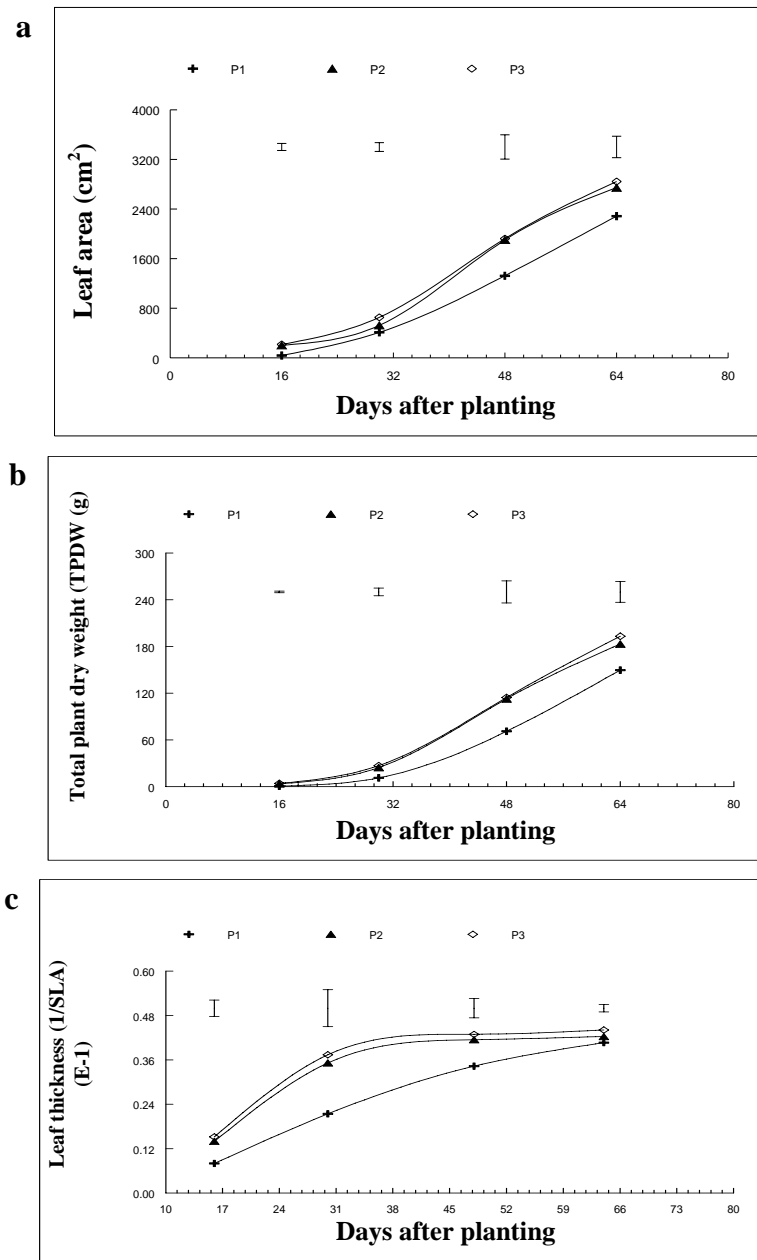 a
P1 P2 P3
4000
3200
2400
1600
800
0
0 16 32 48 64 80
Leaf area (cm²)
Days after planting
b
P1 P2 P3
300
240
180
120
60
0
0 16 32 48 64 80
Total plant dry weight (TPDW (g)
Days after planting
c
P1 P2 P3
0.60
0.48
0.36
0.24
0.12
0.00
10 17 24 31 38 45 52 59 66 73 80
Leaf thickness (1/SLA)
(E-1)
Days after planting